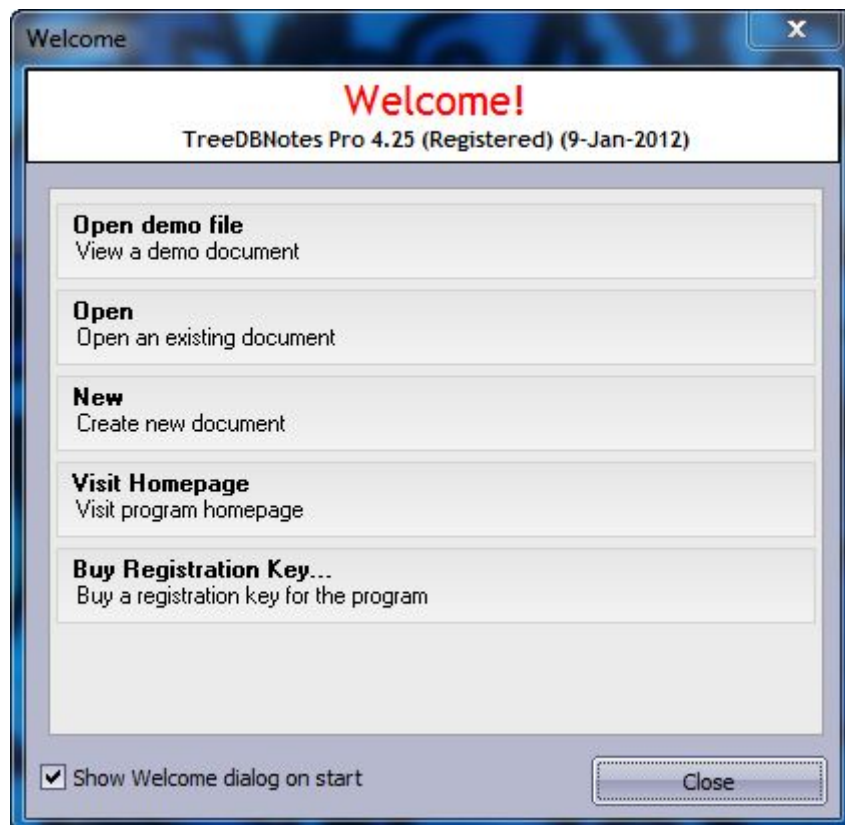 Welcome
Welcome!
TreeDBNotes Pro 4.25 (Registered) (9-Jan-2012)
Open demo file
View a demo document
Open
Open an existing document
New
Create new document
Visit Homepage
Visit program homepage
Buy Registration Key...
Buy a registration key for the program
Show Welcome dialog on start
Close